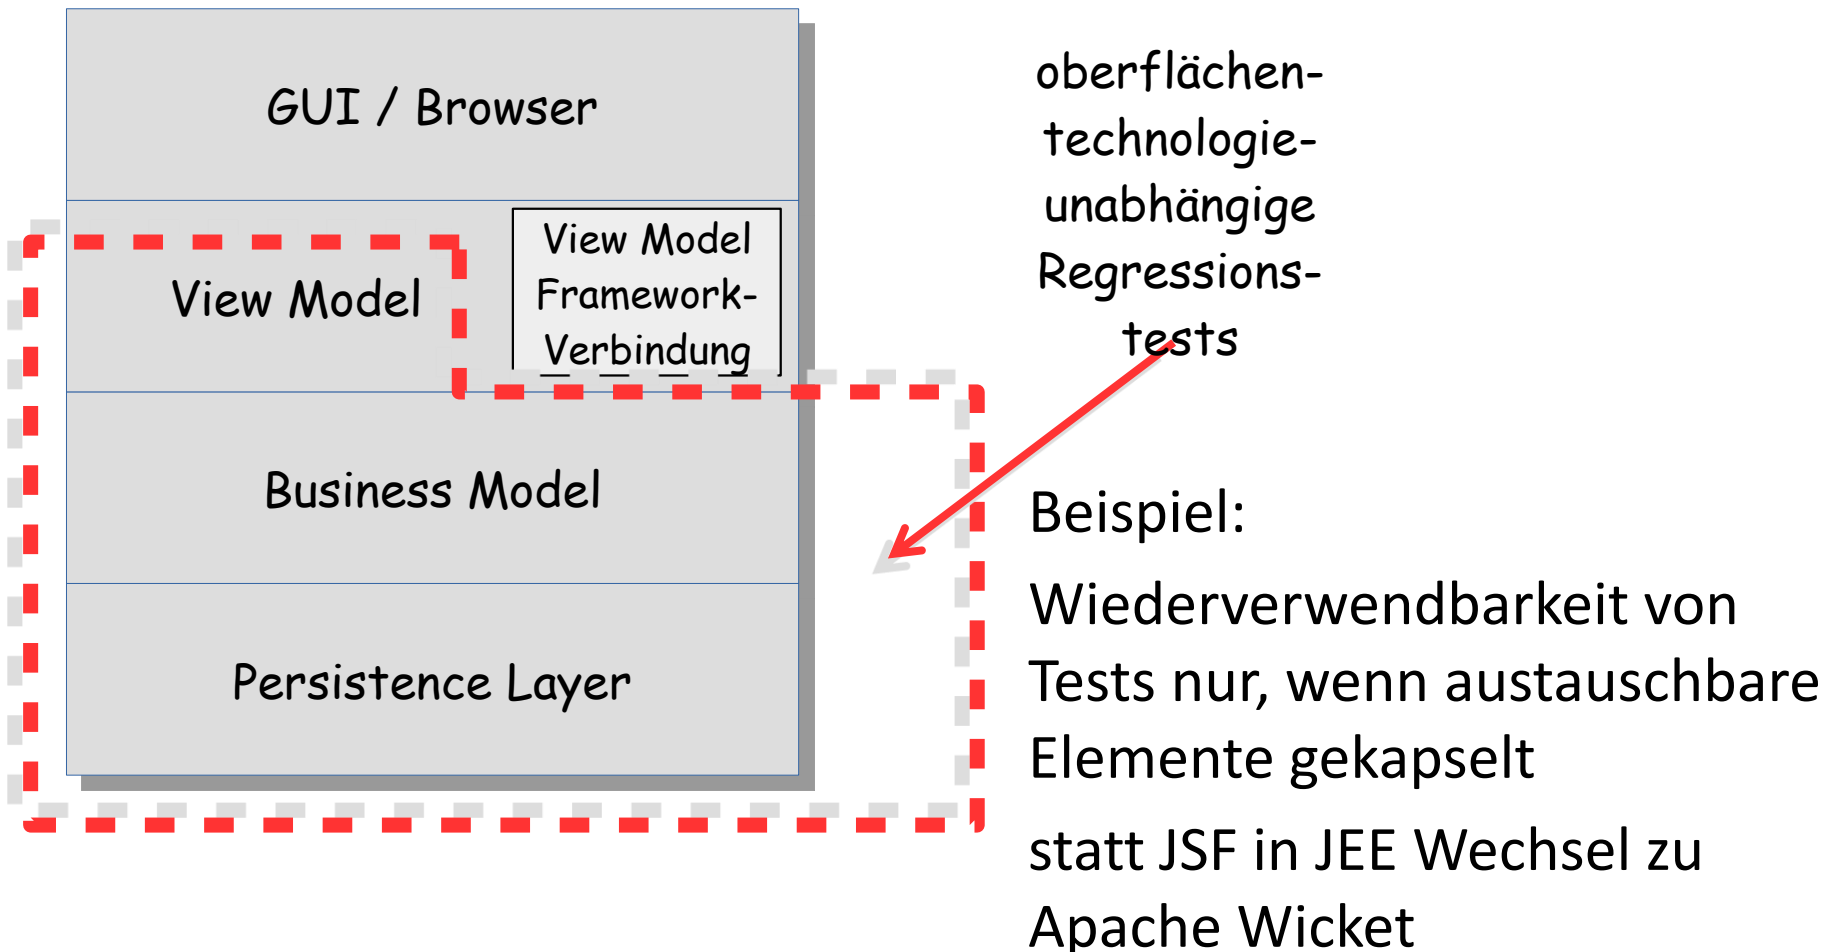 GUI / Browser
View Model
View Model
Framework-
Verbindung
Business Model
Persistence Layer
oberflächen-
technologie-
unabhängige
Regressions-
tests
Beispiel:
Wiederverwendbarkeit von
Tests nur, wenn austauschbare
Elemente gekapselt
statt JSF in JEE Wechsel zu
Apache Wicket